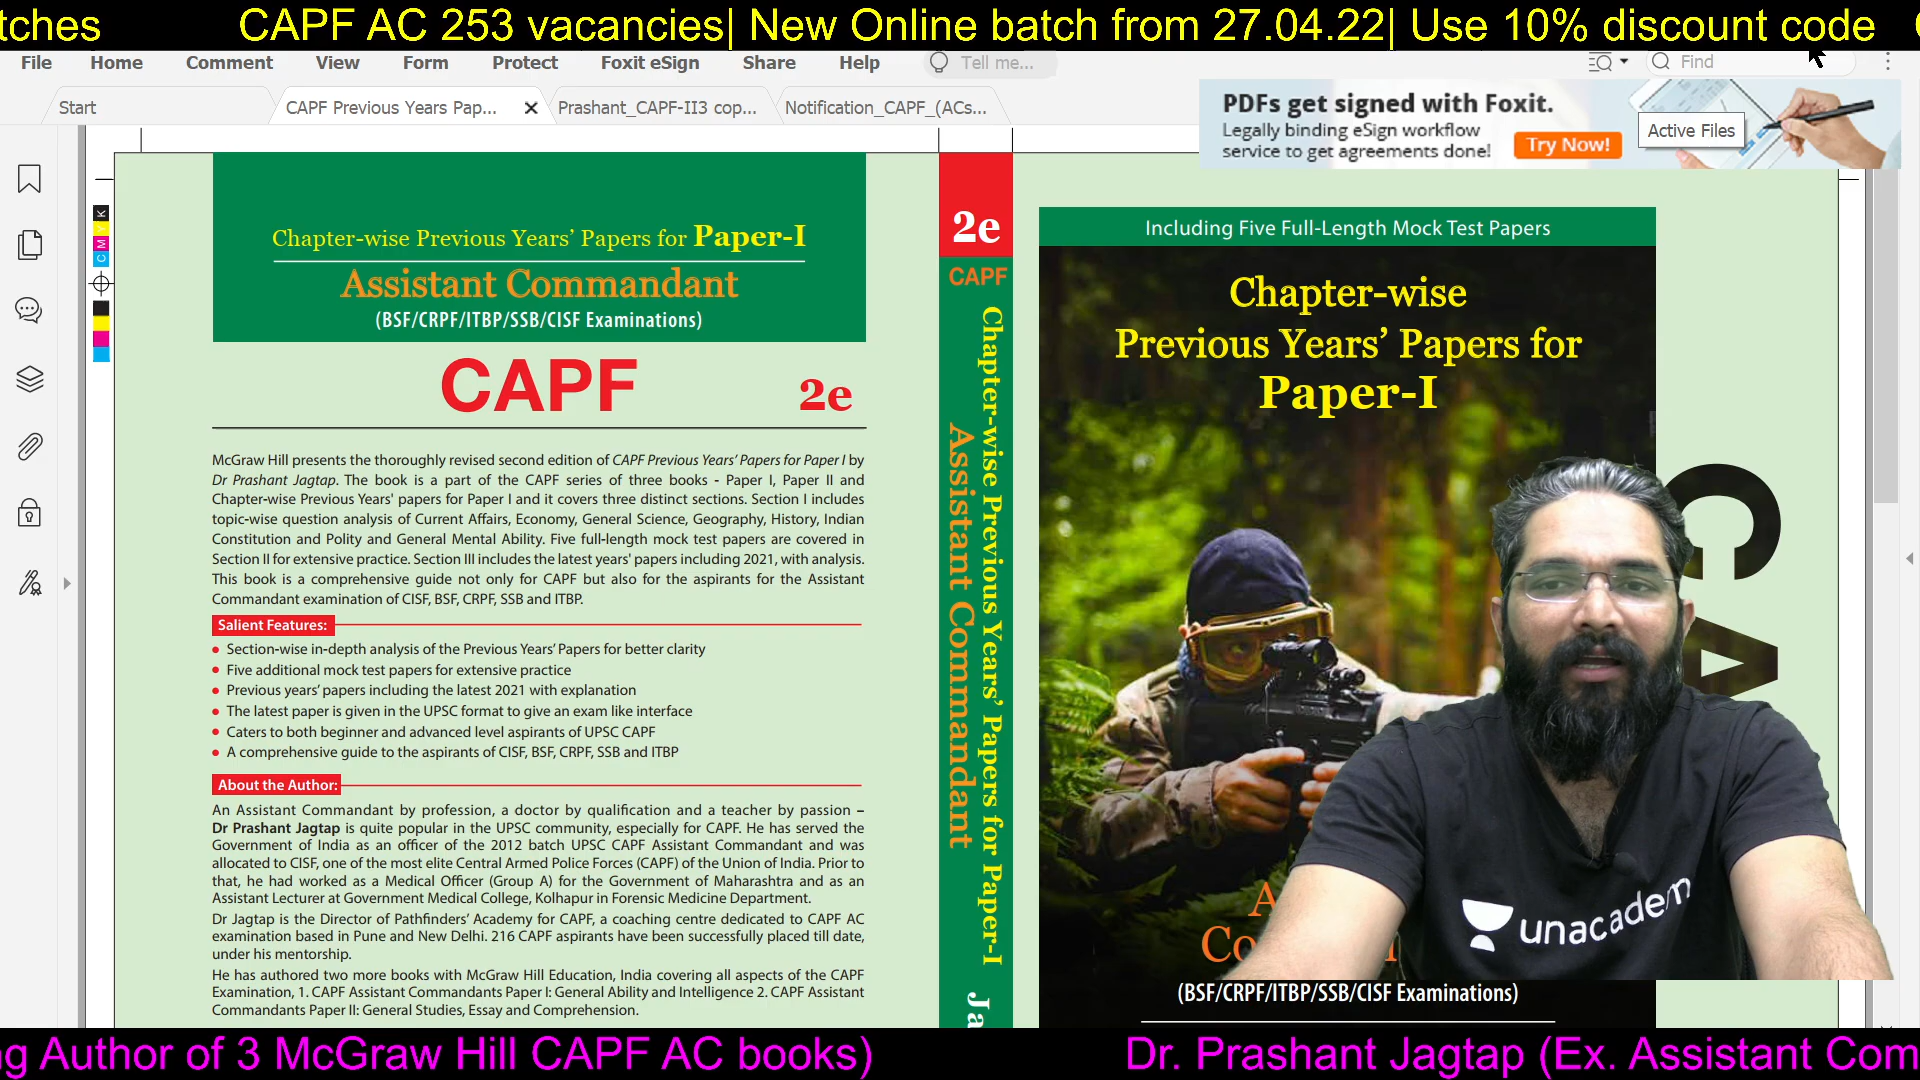 tches CAPF AC 253 vacancies| New Online batch from 27.04.22| Use 10% discount code
File Home Comment View Form Protect Foxit eSign Share Help Tell me... Find
Start CAPF Previous Years Pap... Prashant_CAPF-II3 cop... Notification_CAPF_(ACs...
PDFs get signed with Foxit.
Legally binding eSign workflow
service to get agreements done!
Try Now!
Active Files
Chapter-wise Previous Years’ Papers for Paper-I
Assistant Commandant
(BSF/CRPF/ITBP/SSB/CISF Examinations)
CAPF 2e
McGraw Hill presents the thoroughly revised second edition of CAPF Previous Years’ Papers for Paper I by
Dr Prashant Jagtap. The book is a part of the CAPF series of three books - Paper I, Paper II and
Chapter-wise Previous Years' papers for Paper I and it covers three distinct sections. Section I includes
topic-wise question analysis of Current Affairs, Economy, General Science, Geography, History, Indian
Constitution and Polity and General Mental Ability. Five full-length mock test papers are covered in
Section II for extensive practice. Section III includes the latest years' papers including 2021, with analysis.
This book is a comprehensive guide not only for CAPF but also for the aspirants for the Assistant
Commandant examination of CISF, BSF, CRPF, SSB and ITBP.
Salient Features:
• Section-wise in-depth analysis of the Previous Years’ Papers for better clarity
• Five additional mock test papers for extensive practice
• Previous years’ papers including the latest 2021 with explanation
• The latest paper is given in the UPSC format to give an exam like interface
• Caters to both beginner and advanced level aspirants of UPSC CAPF
• A comprehensive guide to the aspirants of CISF, BSF, CRPF, SSB and ITBP
About the Author:
An Assistant Commandant by profession, a doctor by qualification and a teacher by passion –
Dr Prashant Jagtap is quite popular in the UPSC community, especially for CAPF. He has served the
Government of India as an officer of the 2012 batch UPSC CAPF Assistant Commandant and was
allocated to CISF, one of the most elite Central Armed Police Forces (CAPF) of the Union of India. Prior to
that, he had worked as a Medical Officer (Group A) for the Government of Maharashtra and as an
Assistant Lecturer at Government Medical College, Kolhapur in Forensic Medicine Department.
Dr Jagtap is the Director of Pathfinders’ Academy for CAPF, a coaching centre dedicated to CAPF AC
examination based in Pune and New Delhi. 216 CAPF aspirants have been successfully placed till date,
under his mentorship.
He has authored two more books with McGraw Hill Education, India covering all aspects of the CAPF
Examination, 1. CAPF Assistant Commandants Paper I: General Ability and Intelligence 2. CAPF Assistant
Commandants Paper II: General Studies, Essay and Comprehension.
K
Y
M
C
2e
CAPF
Chapter-wise Previous Years’ Papers for Paper-I
Assistant Commandant
Ja
Including Five Full-Length Mock Test Papers
Chapter-wise
Previous Years’ Papers for
Paper-I
CA
A
Co
(BSF/CRPF/ITBP/SSB/CISF Examinations)
unacadem
g Author of 3 McGraw Hill CAPF AC books) Dr. Prashant Jagtap (Ex. Assistant Com